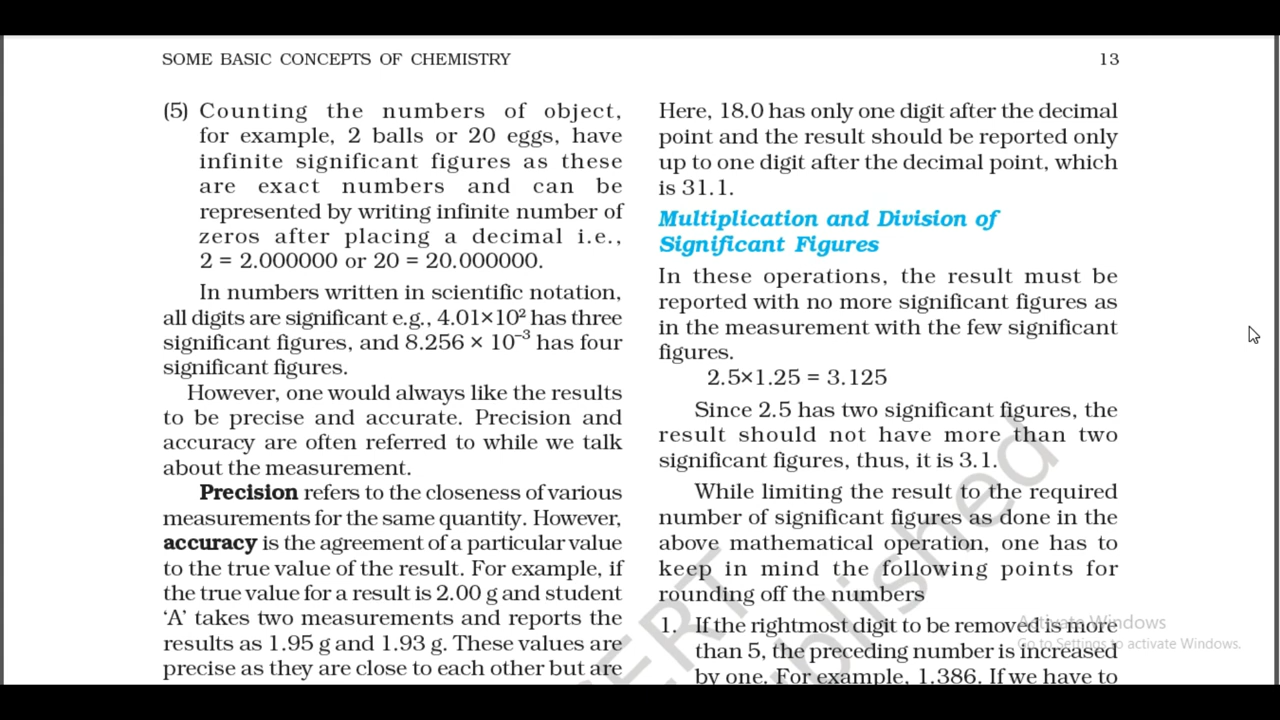 SOME BASIC CONCEPTS OF CHEMISTRY
13
(5) Counting the numbers of object,
for example, 2 balls or 20 eggs, have
infinite significant figures as these
are exact numbers and can be
represented by writing infinite number of
zeros after placing a decimal i.e.,
2 = 2.000000 or 20 = 20.000000.
In numbers written in scientific notation,
all digits are significant e.g., 4.01×10² has three
significant figures, and 8.256 × 10⁻³ has four
significant figures.
However, one would always like the results
to be precise and accurate. Precision and
accuracy are often referred to while we talk
about the measurement.
Precision refers to the closeness of various
measurements for the same quantity. However,
accuracy is the agreement of a particular value
to the true value of the result. For example, if
the true value for a result is 2.00 g and student
‘A’ takes two measurements and reports the
results as 1.95 g and 1.93 g. These values are
precise as they are close to each other but are
Here, 18.0 has only one digit after the decimal
point and the result should be reported only
up to one digit after the decimal point, which
is 31.1.
Multiplication and Division of
Significant Figures
In these operations, the result must be
reported with no more significant figures as
in the measurement with the few significant
figures.
2.5×1.25 = 3.125
Since 2.5 has two significant figures, the
result should not have more than two
significant figures, thus, it is 3.1.
While limiting the result to the required
number of significant figures as done in the
above mathematical operation, one has to
keep in mind the following points for
rounding off the numbers
1. If the rightmost digit to be removed is more
than 5, the preceding number is increased
by one. For example, 1.386. If we have to
Activate Windows
Go to Settings to activate Windows.